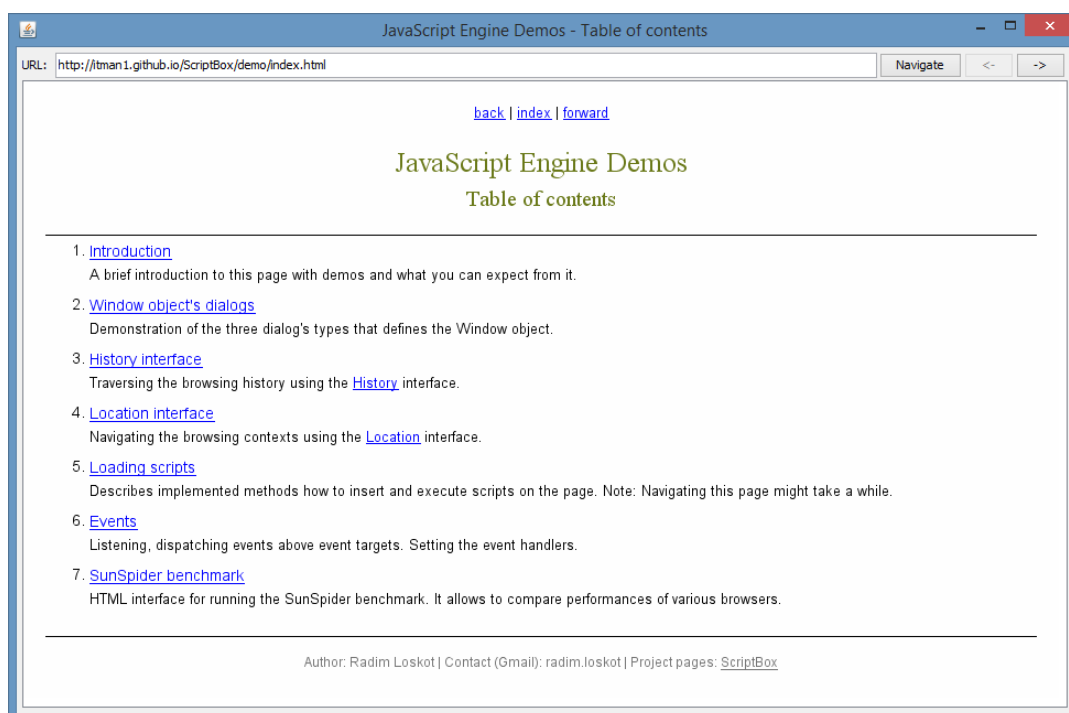 JavaScript Engine Demos - Table of contents
URL: http://itman1.github.io/ScriptBox/demo/index.html Navigate <- ->
back | index | forward
JavaScript Engine Demos
Table of contents
1. Introduction
A brief introduction to this page with demos and what you can expect from it.
2. Window object's dialogs
Demonstration of the three dialog's types that defines the Window object.
3. History interface
Traversing the browsing history using the History interface.
4. Location interface
Navigating the browsing contexts using the Location interface.
5. Loading scripts
Describes implemented methods how to insert and execute scripts on the page. Note: Navigating this page might take a while.
6. Events
Listening, dispatching events above event targets. Setting the event handlers.
7. SunSpider benchmark
HTML interface for running the SunSpider benchmark. It allows to compare performances of various browsers.
Author: Radim Loskot | Contact (Gmail): radim.loskot | Project pages: ScriptBox